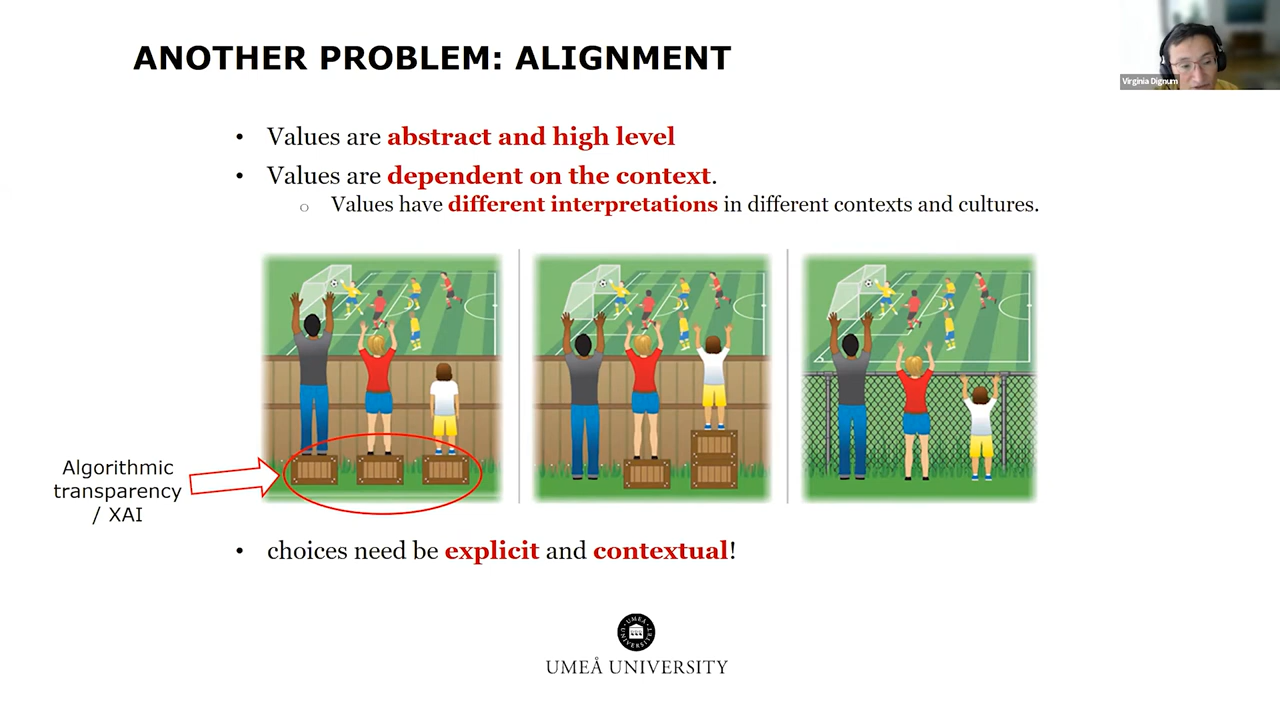 ANOTHER PROBLEM: ALIGNMENT
Virginia Dignum
• Values are abstract and high level
• Values are dependent on the context.
o Values have different interpretations in different contexts and cultures.
Algorithmic
transparency
/ XAI
• choices need be explicit and contextual!
UMEÅ UNIVERSITY